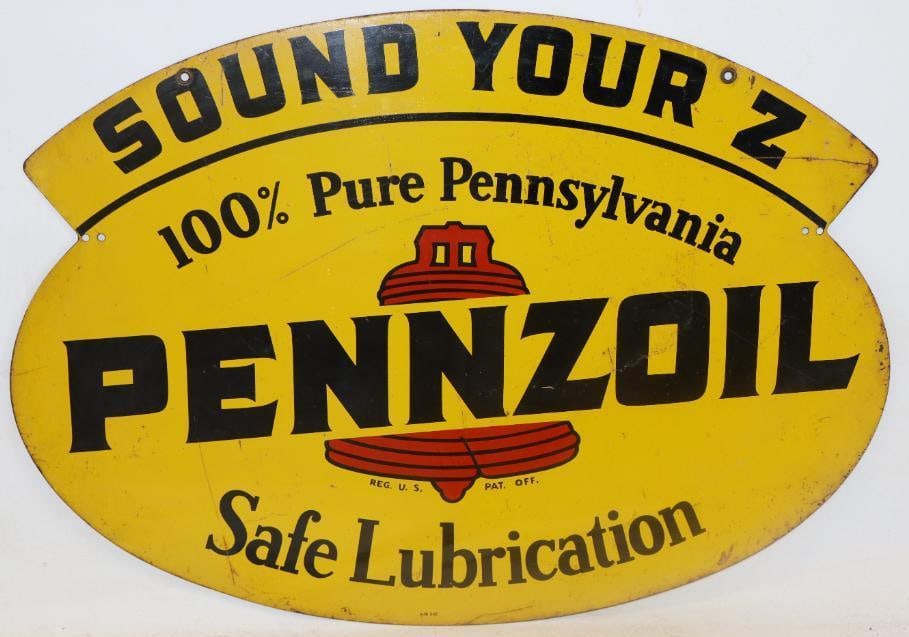 SOUND YOUR Z
100% Pure Pennsylvania
PENNZOIL
REG. U. S. PAT. OFF.
Safe Lubrication